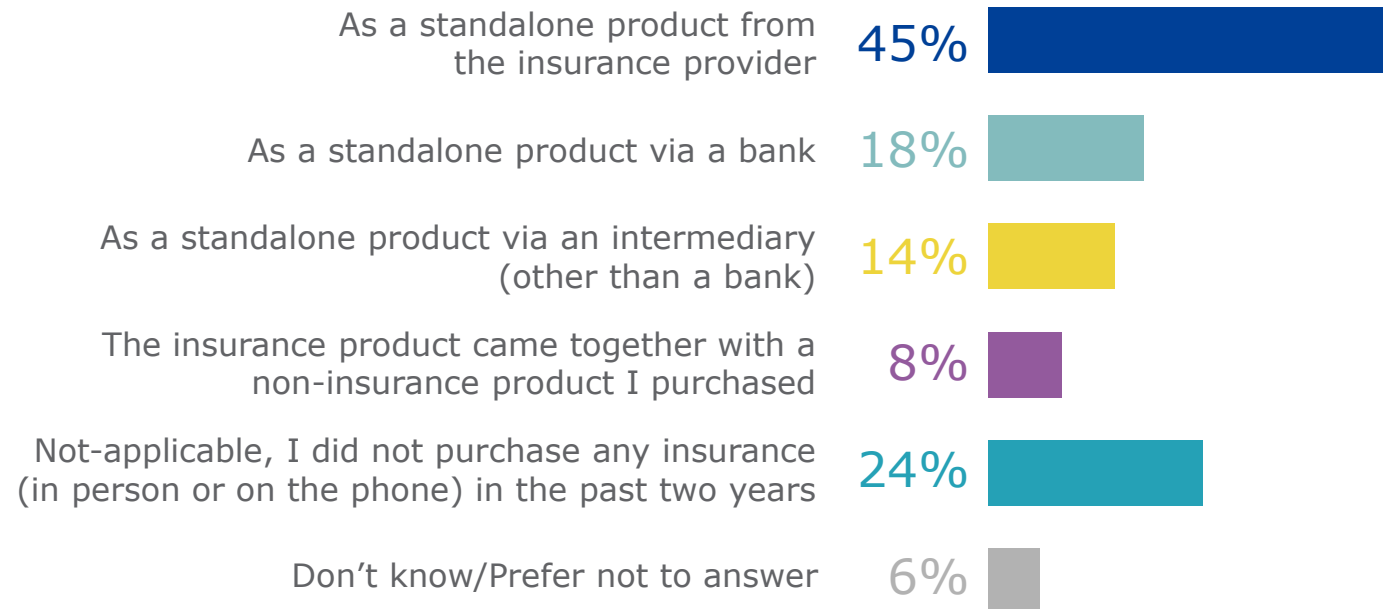 As a standalone product from
the insurance provider
45%
As a standalone product via a bank
18%
As a standalone product via an intermediary
(other than a bank)
14%
The insurance product came together with a
non-insurance product I purchased
8%
Not-applicable, I did not purchase any insurance
(in person or on the phone) in the past two years
24%
Don’t know/Prefer not to answer
6%